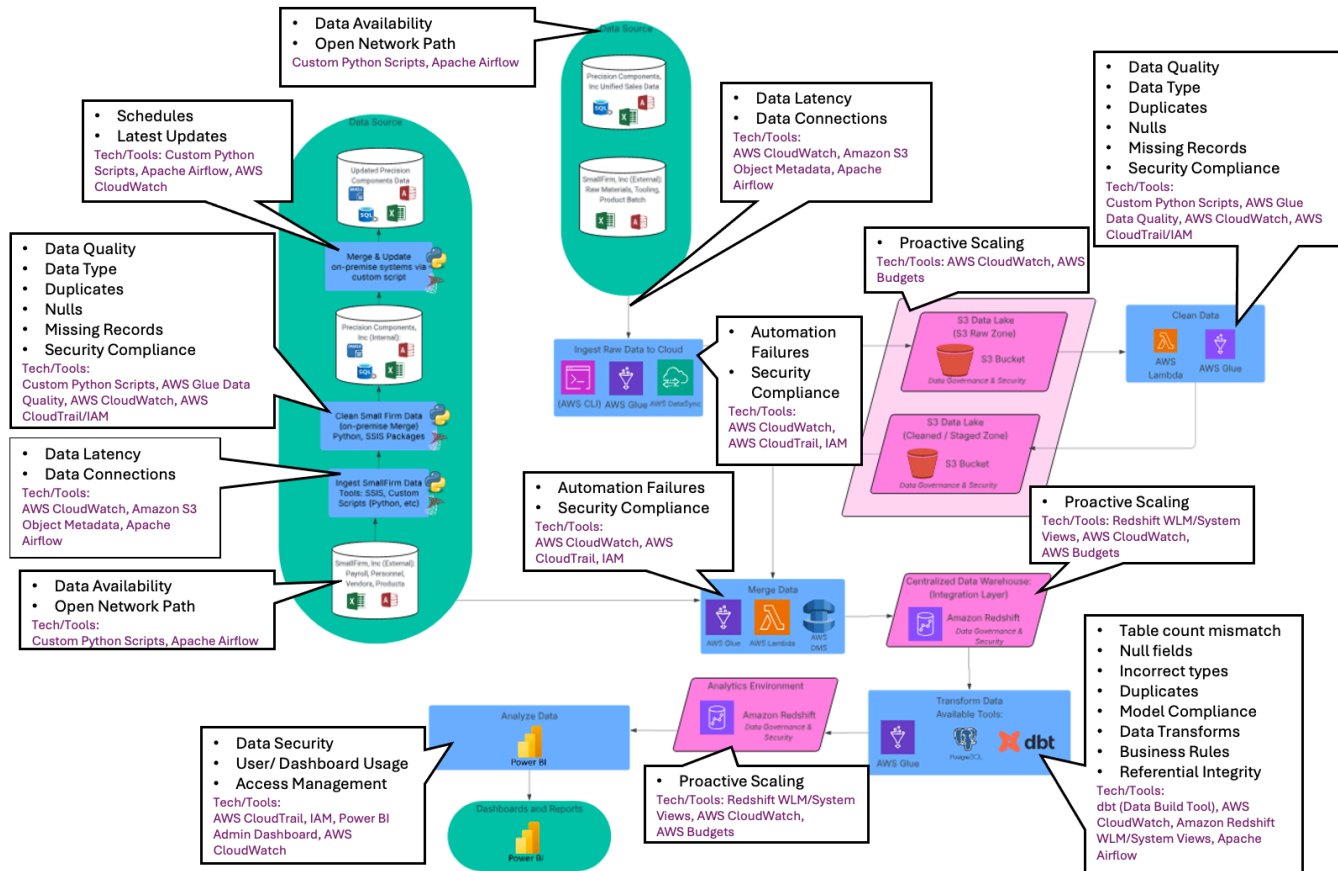 • Data Availability
• Open Network Path
Custom Python Scripts, Apache Airflow
Data Source
Precision Components,
Inc Unified Sales Data
SmallFirm, Inc (External):
Raw Materials, Tooling,
Product Batch
• Schedules
• Latest Updates
Tech/Tools: Custom Python
Scripts, Apache Airflow, AWS
CloudWatch
Data Source
Updated Precision
Components Data
SQL
Merge & Update
on-premise systems via
custom script
• Data Quality
• Data Type
• Duplicates
• Nulls
• Missing Records
• Security Compliance
Tech/Tools:
Custom Python Scripts, AWS Glue Data
Quality, AWS CloudWatch, AWS
CloudTrail/IAM
Precision Components,
Inc (Internal):
SQL
Clean Small Firm Data
(on-premise Merge)
Python, SSIS Packages
• Data Latency
• Data Connections
Tech/Tools:
AWS CloudWatch, Amazon S3
Object Metadata, Apache
Airflow
Ingest SmallFirm Data
Tools: SSIS, Custom
Scripts (Python, etc)
SmallFirm, Inc (External):
Payroll, Personnel,
Vendors, Products
• Data Availability
• Open Network Path
Tech/Tools:
Custom Python Scripts, Apache Airflow
• Data Latency
• Data Connections
Tech/Tools:
AWS CloudWatch, Amazon S3
Object Metadata, Apache
Airflow
Ingest Raw Data to Cloud
(AWS CLI)
AWS Glue
AWS DataSync
• Automation
Failures
• Security
Compliance
Tech/Tools:
AWS CloudWatch,
AWS CloudTrail, IAM
• Proactive Scaling
Tech/Tools: AWS CloudWatch, AWS
Budgets
S3 Data Lake
(S3 Raw Zone)
S3 Bucket
Data Governance & Security
S3 Data Lake
(Cleaned / Staged Zone)
S3 Bucket
Data Governance & Security
• Data Quality
• Data Type
• Duplicates
• Nulls
• Missing Records
• Security Compliance
Tech/Tools:
Custom Python Scripts, AWS Glue
Data Quality, AWS CloudWatch, AWS
CloudTrail/IAM
Clean Data
AWS
Lambda
AWS Glue
• Automation Failures
• Security Compliance
Tech/Tools:
AWS CloudWatch, AWS
CloudTrail, IAM
Merge Data
AWS Glue
AWS Lambda
AWS
DMS
• Proactive Scaling
Tech/Tools: Redshift WLM/System
Views, AWS CloudWatch,
AWS Budgets
Centralized Data Warehouse:
(Integration Layer)
Amazon Redshift
Data Governance &
Security
• Table count mismatch
• Null fields
• Incorrect types
• Duplicates
• Model Compliance
• Data Transforms
• Business Rules
• Referential Integrity
Tech/Tools:
dbt (Data Build Tool), AWS
CloudWatch, Amazon Redshift
WLM/System Views, Apache
Airflow
Transform Data
Available Tools:
AWS Glue
PostgreSQL
dbt
Analytics Environment
Amazon Redshift
Data Governance &
Security
• Proactive Scaling
Tech/Tools: Redshift WLM/System
Views, AWS CloudWatch,
AWS Budgets
Analyze Data
Power BI
• Data Security
• User/ Dashboard Usage
• Access Management
Tech/Tools:
AWS CloudTrail, IAM, Power BI
Admin Dashboard, AWS
CloudWatch
Dashboards and Reports
Power BI